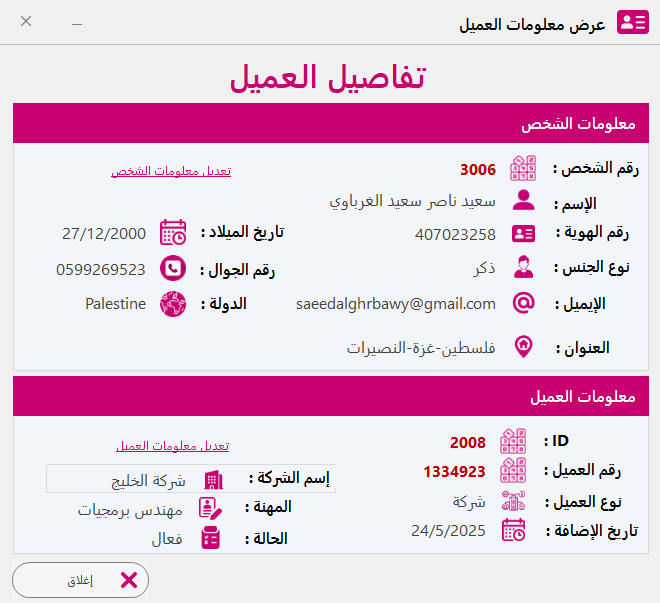 عرض معلومات العميل
تفاصيل العميل
معلومات الشخص
رقم الشخص : 3006 تعديل معلومات الشخص
الإسم : سعيد ناصر سعيد الغرباوي
رقم الهوية : 407023258 تاريخ الميلاد : 27/12/2000
نوع الجنس : ذكر رقم الجوال : 0599269523
الإيميل : saeedalghrbawy@gmail.com الدولة : Palestine
العنوان : فلسطين-غزة-النصيرات
معلومات العميل
ID : 2008 تعديل معلومات العميل
رقم العميل : 1334923 إسم الشركة : شركة الخليج
نوع العميل : شركة المهنة : مهندس برمجيات
تاريخ الإضافة : 24/5/2025 الحالة : فعال
إغلاق